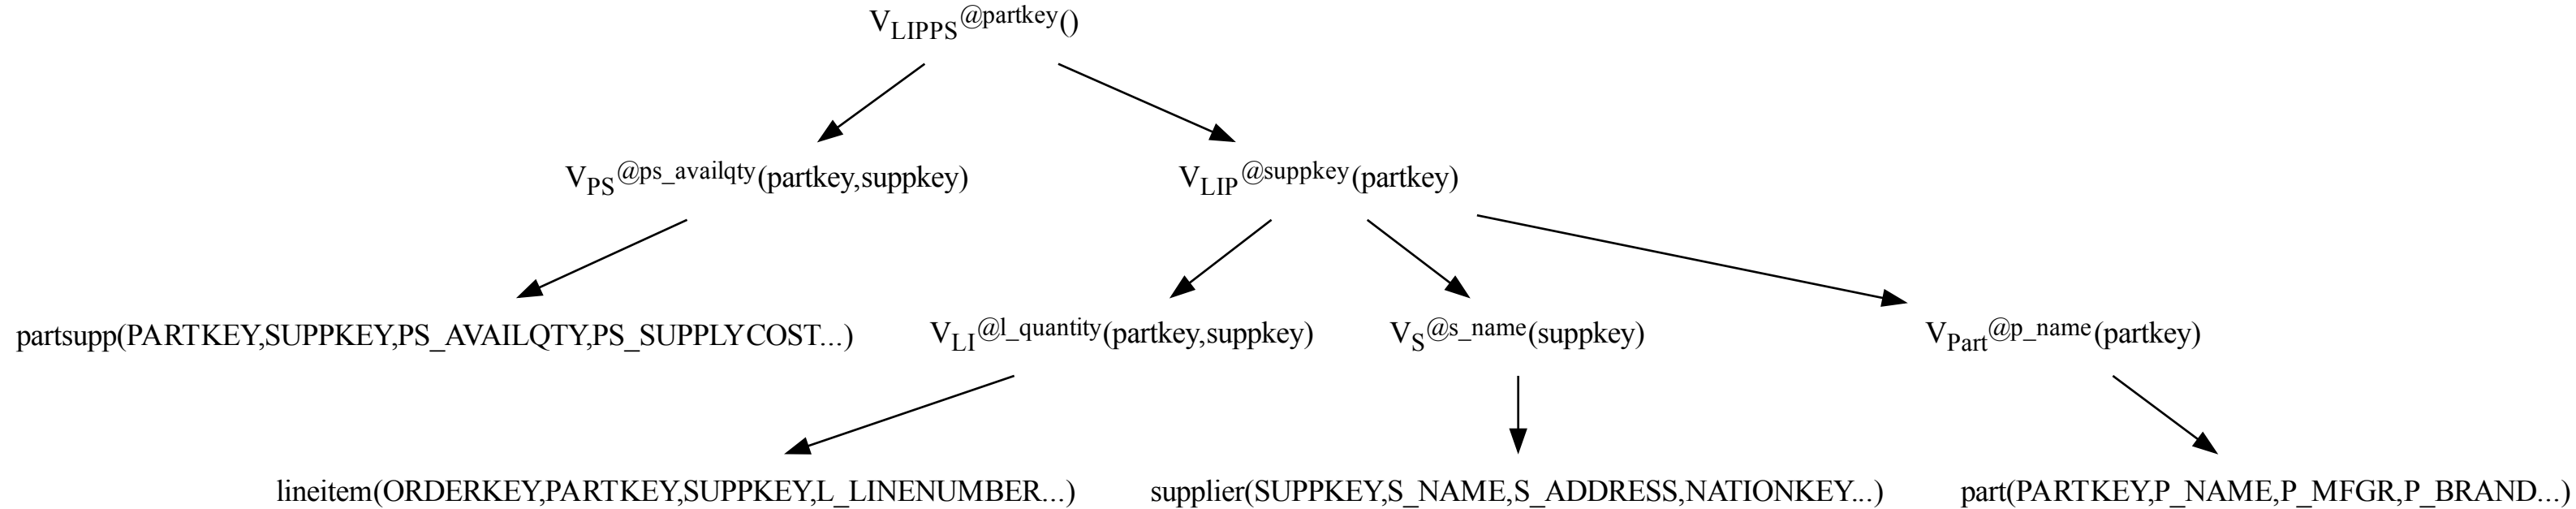 V_LIPPS^@partkey()
V_PS^@ps_availqty(partkey,suppkey)
V_LIP^@suppkey(partkey)
partsupp(PARTKEY,SUPPKEY,PS_AVAILQTY,PS_SUPPLYCOST...)
V_LI^@l_quantity(partkey,suppkey)
V_S^@s_name(suppkey)
V_Part^@p_name(partkey)
lineitem(ORDERKEY,PARTKEY,SUPPKEY,L_LINENUMBER...)
supplier(SUPPKEY,S_NAME,S_ADDRESS,NATIONKEY...)
part(PARTKEY,P_NAME,P_MFGR,P_BRAND...)